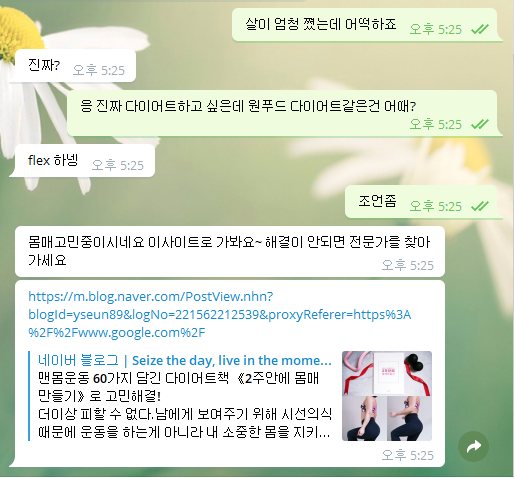 살이 엄청 쪘는데 어떡하죠 오후 5:25
진짜? 오후 5:25
응 진짜 다이어트하고 싶은데 원푸드 다이어트같은건 어때?
오후 5:25
flex 하넹 오후 5:25
조언좀 오후 5:25
몸매고민중이시네요 이사이트로 가봐요~ 해결이 안되면 전문가를 찾아
가세요
오후 5:25
https://m.blog.naver.com/PostView.nhn?
blogId=yseun89&logNo=221562212539&proxyReferer=https%3A
%2F%2Fwww.google.com%2F
네이버 블로그 | Seize the day, live in the mome...
맨몸운동 60가지 담긴 다이어트책 《2주안에 몸매
만들기》로 고민해결!
더이상 피할 수 없다.남에게 보여주기 위해 시선의식
때문에 운동을 하는게 아니라 내 소중한 몸을 지키...
오후 5:25